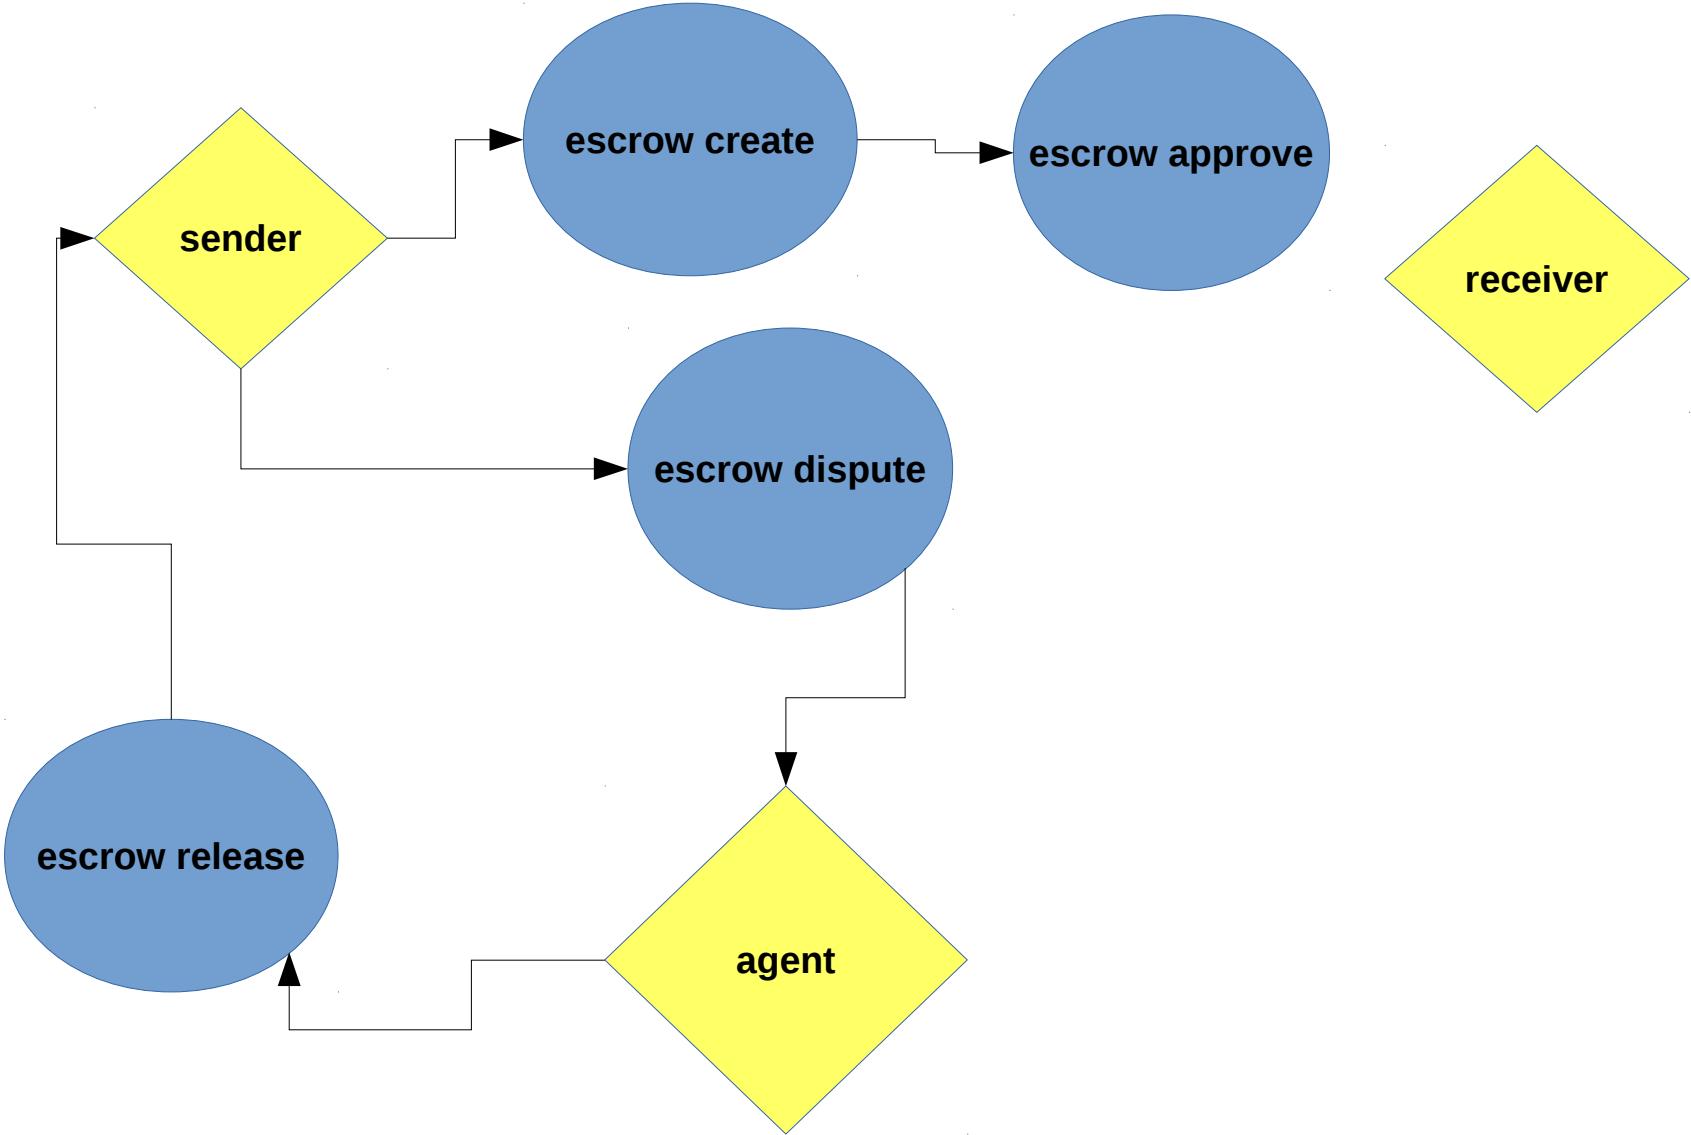 escrow create
escrow approve
sender
receiver
escrow dispute
escrow release
agent